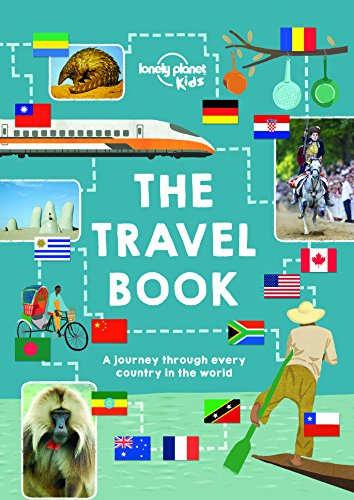 lonely planet
Kids
THE
TRAVEL
BOOK
A journey through every
country in the world